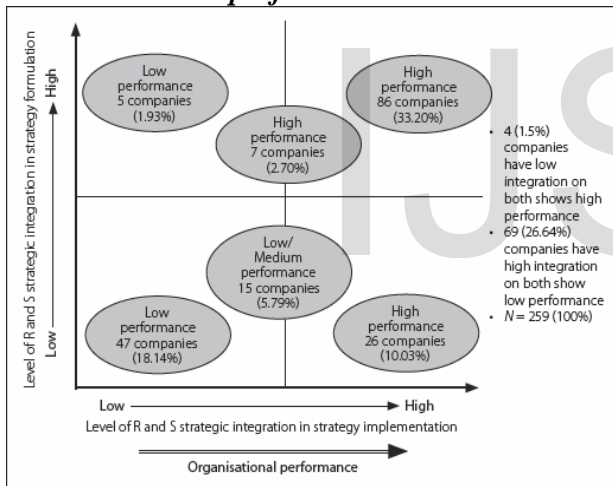 Level of R and S strategic integration in strategy formulation
Low
High
Low
performance
5 companies
(1.93%)
High
performance
7 companies
(2.70%)
High
performance
86 companies
(33.20%)
Low/
Medium
performance
15 companies
(5.79%)
Low
performance
47 companies
(18.14%)
High
performance
26 companies
(10.03%)
• 4 (1.5%)
companies
have low
integration on
both shows high
performance
• 69 (26.64%)
companies have
high integration
on both show
low performance
• N = 259 (100%)
Low
High
Level of R and S strategic integration in strategy implementation
Organisational performance
IJS